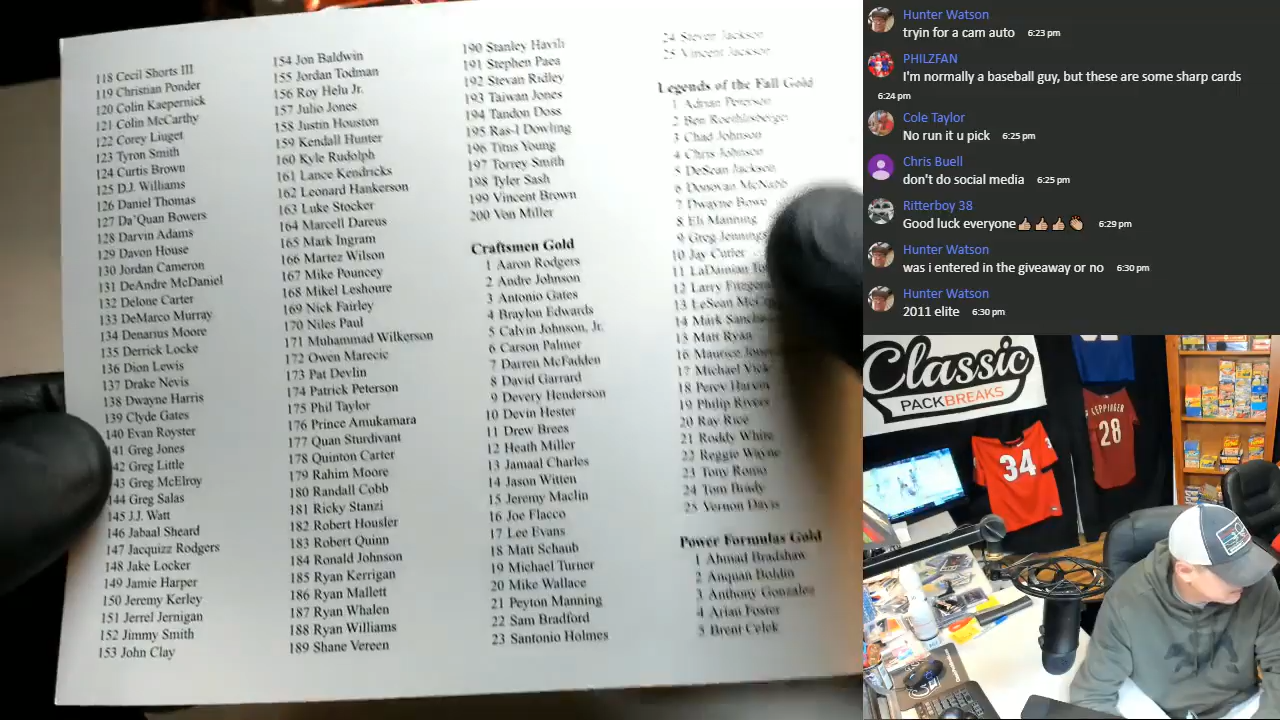 118 Cecil Shorts III
119 Christian Ponder
120 Colin Kaepernick
121 Colin McCarthy
122 Corey Liuget
123 Tyron Smith
124 Curtis Brown
125 D.J. Williams
126 Daniel Thomas
127 Da'Quan Bowers
128 Darvin Adams
129 Davon House
130 Jordan Cameron
131 DeAndre McDaniel
132 Delone Carter
133 DeMarco Murray
134 Denarius Moore
135 Derrick Locke
136 Dion Lewis
137 Drake Nevis
138 Dwayne Harris
139 Clyde Gates
140 Evan Royster
41 Greg Jones
42 Greg Little
43 Greg McElroy
144 Greg Salas
145 J.J. Watt
146 Jabaal Sheard
147 Jacquizz Rodgers
148 Jake Locker
149 Jamie Harper
150 Jeremy Kerley
151 Jerrel Jernigan
152 Jimmy Smith
153 John Clay
154 Jon Baldwin
155 Jordan Todman
156 Roy Helu Jr.
157 Julio Jones
158 Justin Houston
159 Kendall Hunter
160 Kyle Rudolph
161 Lance Kendricks
162 Leonard Hankerson
163 Luke Stocker
164 Marcell Dareus
165 Mark Ingram
166 Martez Wilson
167 Mike Pouncey
168 Mikel Leshoure
169 Nick Fairley
170 Niles Paul
171 Muhammad Wilkerson
172 Owen Marecic
173 Pat Devlin
174 Patrick Peterson
175 Phil Taylor
176 Prince Amukamara
177 Quan Sturdivant
178 Quinton Carter
179 Rahim Moore
180 Randall Cobb
181 Ricky Stanzi
182 Robert Housler
183 Robert Quinn
184 Ronald Johnson
185 Ryan Kerrigan
186 Ryan Mallett
187 Ryan Whalen
188 Ryan Williams
189 Shane Vereen
190 Stanley Havili
191 Stephen Paea
192 Stevan Ridley
193 Taiwan Jones
194 Tandon Doss
195 Ras-I Dowling
196 Titus Young
197 Torrey Smith
198 Tyler Sash
199 Vincent Brown
200 Von Miller
Craftsmen Gold
1 Aaron Rodgers
2 Andre Johnson
3 Antonio Gates
4 Braylon Edwards
5 Calvin Johnson, Jr.
6 Carson Palmer
7 Darren McFadden
8 David Garrard
9 Devery Henderson
10 Devin Hester
11 Drew Brees
12 Heath Miller
13 Jamaal Charles
14 Jason Witten
15 Jeremy Maclin
16 Joe Flacco
17 Lee Evans
18 Matt Schaub
19 Michael Turner
20 Mike Wallace
21 Peyton Manning
22 Sam Bradford
23 Santonio Holmes
24 Steven Jackson
25 Vincent Jackson
Legends of the Fall Gold
1 Adrian Peterson
2 Ben Roethlisberger
3 Chad Johnson
4 Chris Johnson
5 DeSean Jackson
6 Donovan McNabb
7 Dwayne Bowe
8 Eli Manning
9 Greg Jennings
10 Jay Cutler
11 LaDainian
12 Larry
13 LeSean
14 Mark
15 Matt Ryan
16 Maurice
17 Michael Vick
18 Percy Harvin
19 Philip Rivers
20 Ray Rice
21 Roddy White
22 Reggie Wayne
23 Tony Romo
24 Tom Brady
25 Vernon Davis
Power Formulas Gold
1 Ahmad Bradshaw
2 Anquan Boldin
3 Anthony Gonzalez
4 Arian Foster
5 Brent Celek
Hunter Watson
tryin for a cam auto 6:23 pm
PHILZFAN
I'm normally a baseball guy, but these are some sharp cards
6:24 pm
Cole Taylor
No run it u pick 6:25 pm
Chris Buell
don't do social media 6:25 pm
Ritterboy 38
Good luck everyone👍🏼👍🏼👍🏼👏🏼 6:29 pm
Hunter Watson
was i entered in the giveaway or no 6:30 pm
Hunter Watson
2011 elite 6:30 pm
Classic
PACKBREAKS
34
CEPPINGER
28